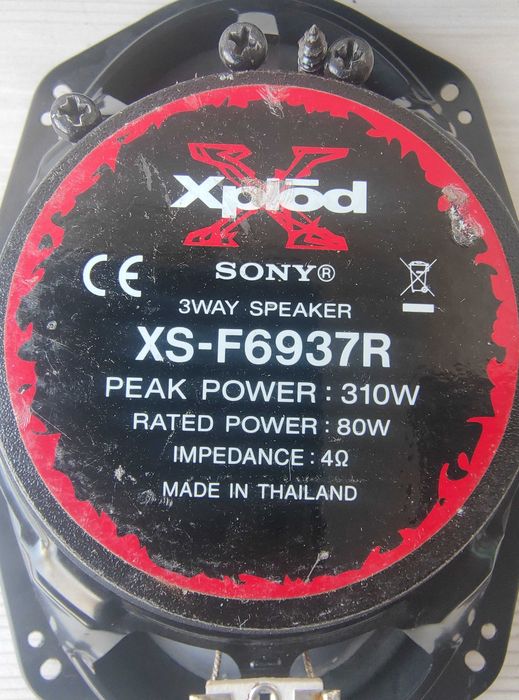 Xplōd
SONY®
CE
3WAY SPEAKER
XS-F6937R
PEAK POWER : 310W
RATED POWER : 80W
IMPEDANCE : 4Ω
MADE IN THAILAND